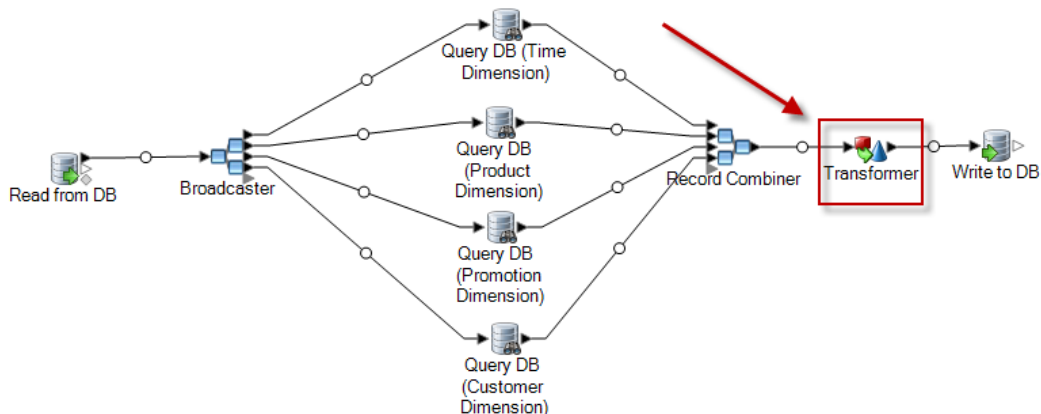 Query DB (Time
Dimension)
Read from DB
Broadcaster
Query DB
(Product
Dimension)
Record Combiner
Transformer
Write to DB
Query DB
(Promotion
Dimension)
Query DB
(Customer
Dimension)